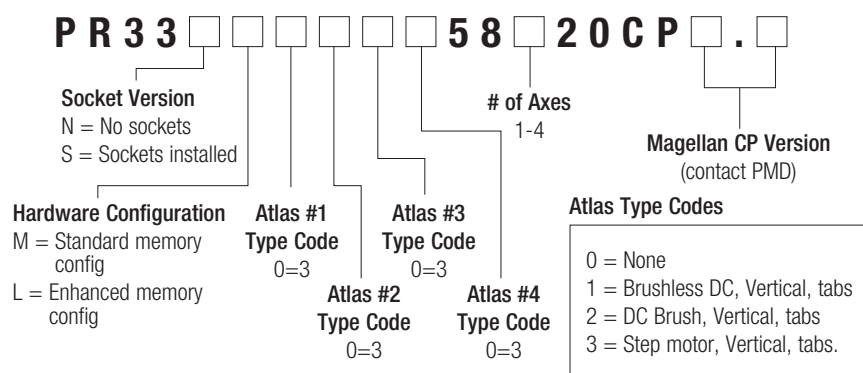 PR33□□□□□□58□20CP□.□
Socket Version
N = No sockets
S = Sockets installed
# of Axes
1-4
Magellan CP Version
(contact PMD)
Hardware Configuration
M = Standard memory
config
L = Enhanced memory
config
Atlas #1
Type Code
0=3
Atlas #2
Type Code
0=3
Atlas #3
Type Code
0=3
Atlas #4
Type Code
0=3
Atlas Type Codes
0 = None
1 = Brushless DC, Vertical, tabs
2 = DC Brush, Vertical, tabs
3 = Step motor, Vertical, tabs.